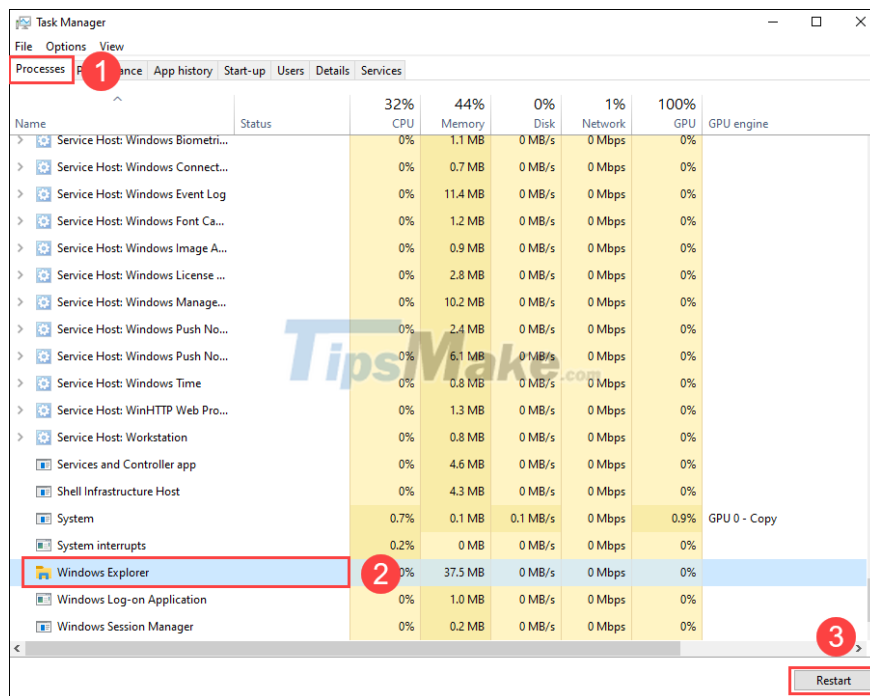 Task Manager
File Options View
Processes 1 ance App history Start-up Users Details Services
32% 44% 0% 1% 100%
Name Status CPU Memory Disk Network GPU GPU engine
Service Host: Windows Biometri... 0% 1.1 MB 0 MB/s 0 Mbps 0%
Service Host: Windows Connect... 0% 0.7 MB 0 MB/s 0 Mbps 0%
Service Host: Windows Event Log 0% 11.4 MB 0 MB/s 0 Mbps 0%
Service Host: Windows Font Ca... 0% 1.2 MB 0 MB/s 0 Mbps 0%
Service Host: Windows Image A... 0% 0.9 MB 0 MB/s 0 Mbps 0%
Service Host: Windows License ... 0% 2.8 MB 0 MB/s 0 Mbps 0%
Service Host: Windows Manage... 0% 10.2 MB 0 MB/s 0 Mbps 0%
Service Host: Windows Push No... 0% 2.4 MB 0 MB/s 0 Mbps 0%
Service Host: Windows Push No... 0% 6.1 MB 0 MB/s 0 Mbps 0%
TipsMake.com
Service Host: Windows Time 0% 0.8 MB 0 MB/s 0 Mbps 0%
Service Host: WinHTTP Web Pro... 0% 1.3 MB 0 MB/s 0 Mbps 0%
Service Host: Workstation 0% 0.8 MB 0 MB/s 0 Mbps 0%
Services and Controller app 0% 4.6 MB 0 MB/s 0 Mbps 0%
Shell Infrastructure Host 0% 4.3 MB 0 MB/s 0 Mbps 0%
System 0.7% 0.1 MB 0.1 MB/s 0 Mbps 0.9% GPU 0 - Copy
System interrupts 0.2% 0 MB 0 MB/s 0 Mbps 0%
Windows Explorer 2 0% 37.5 MB 0 MB/s 0 Mbps 0%
Windows Log-on Application 0% 1.0 MB 0 MB/s 0 Mbps 0%
Windows Session Manager 0% 0.2 MB 0 MB/s 0 Mbps 0%
3
Restart